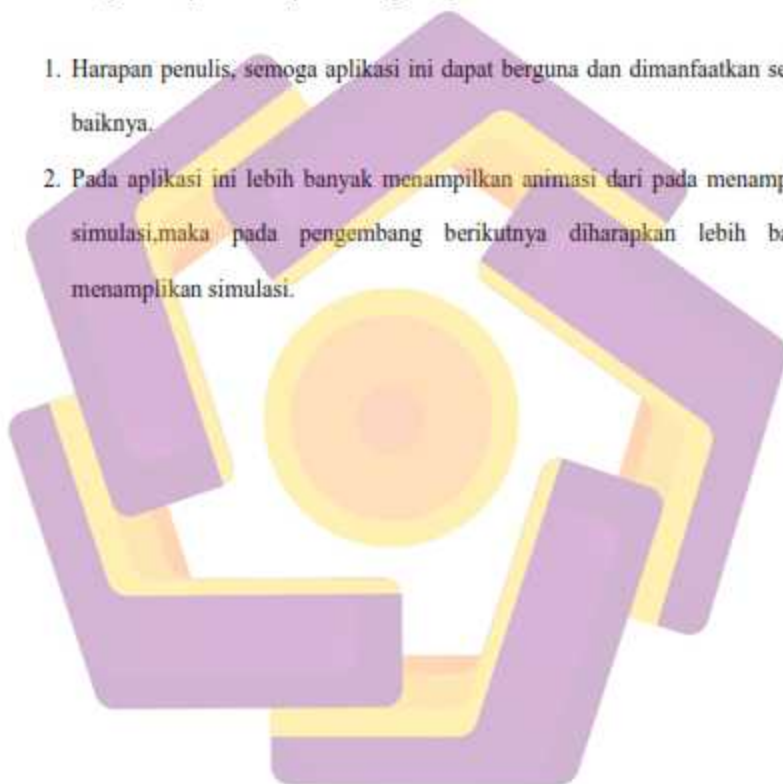 1. Harapan penulis, semoga aplikasi ini dapat berguna dan dimanfaatkan se
baiknya.
2. Pada aplikasi ini lebih banyak menampilkan animasi dari pada menamp
simulasi,maka pada pengembang berikutnya diharapkan lebih ba
menamplikan simulasi.